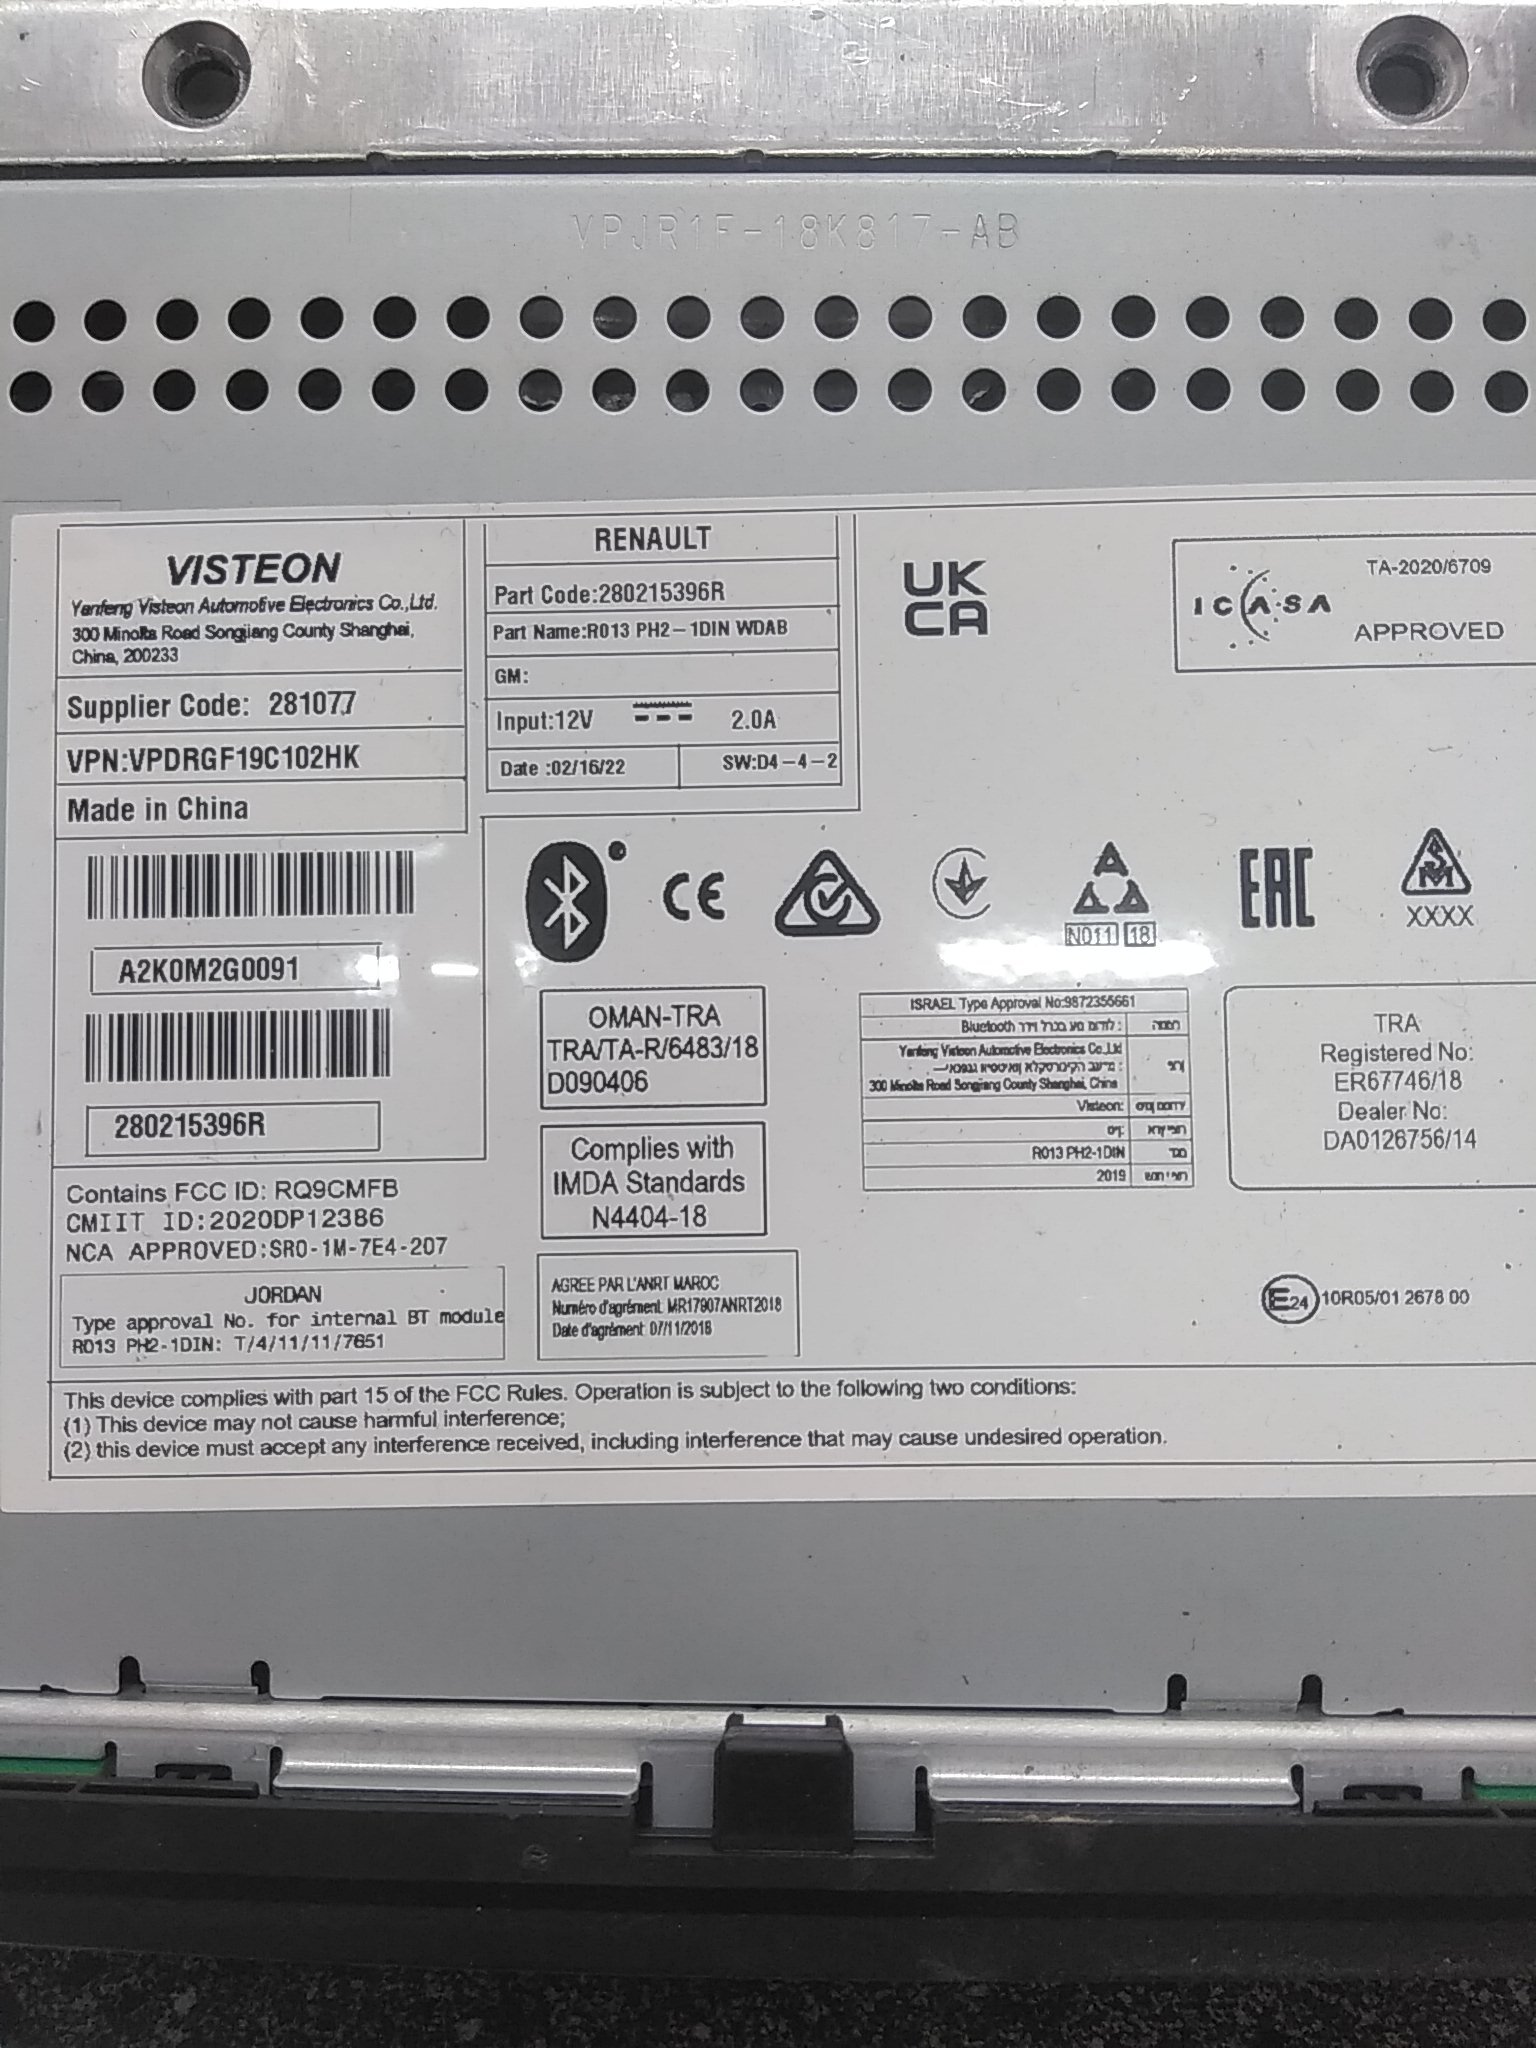 VPJR1F-18K817-AB
VISTEON
Yanfeng Visteon Automotive Electronics Co.,Ltd.
300 Minolta Road Songjiang County Shanghai,
China, 200233
Supplier Code: 281077
VPN:VPDRGF19C102HK
Made in China
A2K0M2G0091
280215396R
Contains FCC ID: RQ9CMFB
CMIIT ID:2020DP12386
NCA APPROVED:SR0-1M-7E4-207
JORDAN
Type approval No. for internal BT module
R013 PH2-1DIN: T/4/11/11/7651
RENAULT
Part Code:280215396R
Part Name:R013 PH2-1DIN WDAB
GM:
Input:12V 2.0A
Date :02/16/22 SW:D4-4-2
UK
CA
ICASA
TA-2020/6709
APPROVED
CE
N011 18
EAC
SM
XXXX
OMAN-TRA
TRA/TA-R/6483/18
D090406
Complies with
IMDA Standards
N4404-18
AGREE PAR L'ANRT MAROC
Numéro d'agrément: MR17907ANRT2018
Date d'agrément: 07/11/2018
ISRAEL Type Approval No:9872355661
Bluetooth
Yanfeng Visteon Automotive Electronics Co.,Ltd
300 Minolta Road Songjiang County Shanghai, China
Visteon:
R013 PH2-1DIN
2019
TRA
Registered No:
ER67746/18
Dealer No:
DA0126756/14
E24 10R05/01 2678 00
This device complies with part 15 of the FCC Rules. Operation is subject to the following two conditions:
(1) This device may not cause harmful interference;
(2) this device must accept any interference received, including interference that may cause undesired operation.